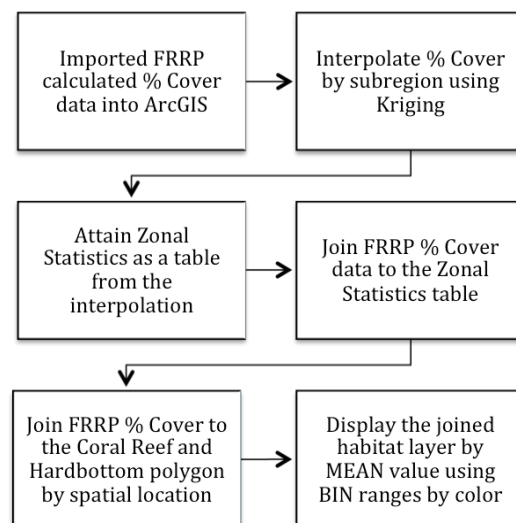 Imported FRRP
calculated % Cover
data into ArcGIS
Interpolate % Cover
by subregion using
Kriging
Attain Zonal
Statistics as a table
from the
interpolation
Join FRRP % Cover
data to the Zonal
Statistics table
Join FRRP % Cover to
the Coral Reef and
Hardbottom polygon
by spatial location
Display the joined
habitat layer by
MEAN value using
BIN ranges by color